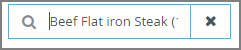 Beef Flat iron Steak (